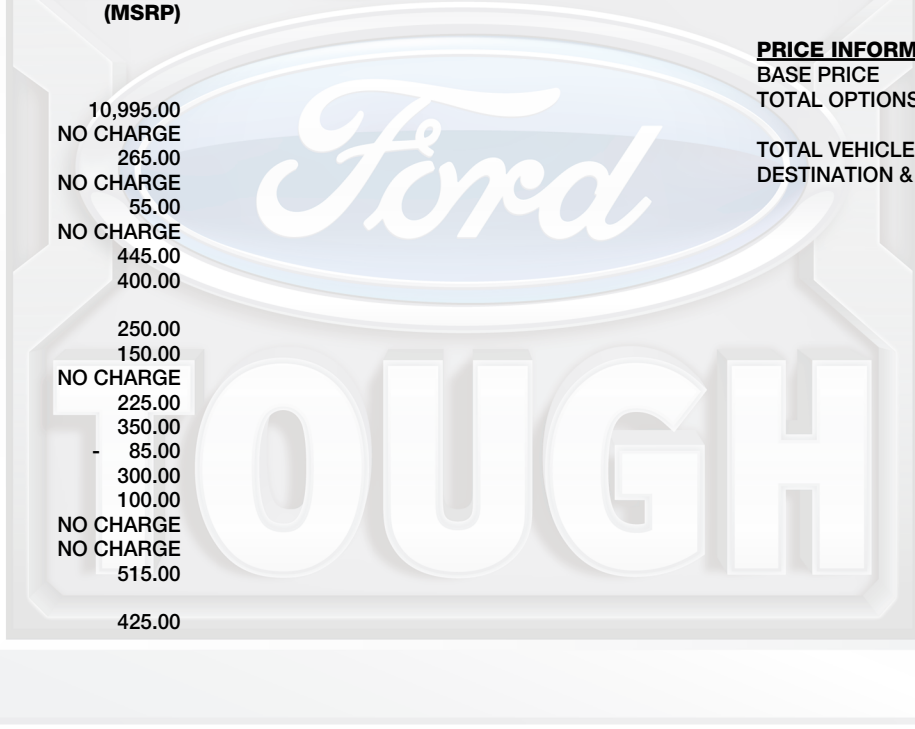 (MSRP)
10,995.00
NO CHARGE
265.00
NO CHARGE
55.00
NO CHARGE
445.00
400.00
250.00
150.00
NO CHARGE
225.00
350.00
- 85.00
300.00
100.00
NO CHARGE
NO CHARGE
515.00
425.00
PRICE INFORM
BASE PRICE
TOTAL OPTIONS
TOTAL VEHICLE
DESTINATION &
Ford
TOUGH